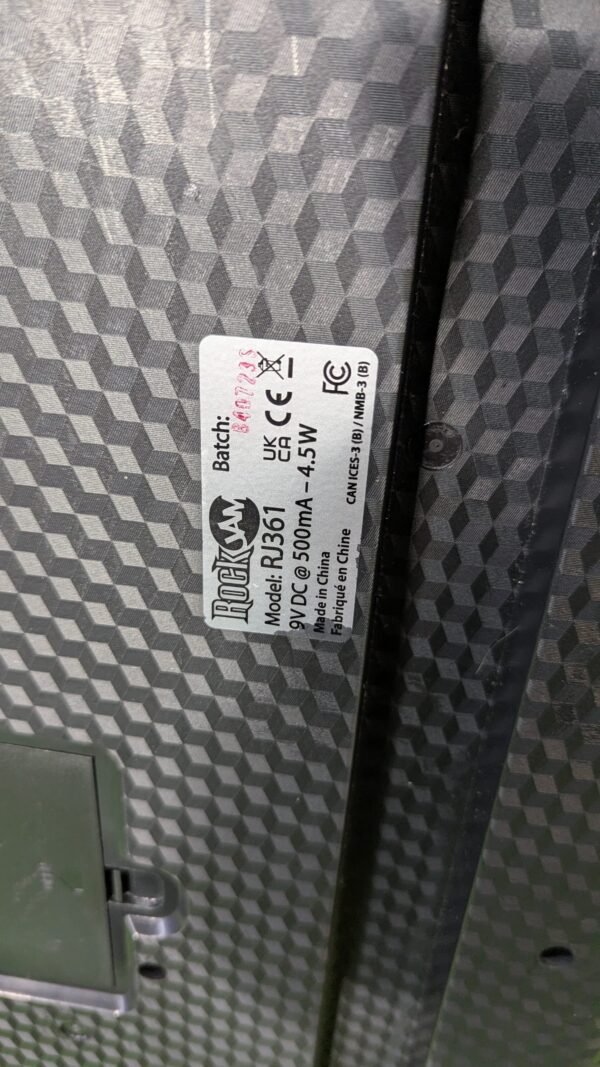 RockJAM
Batch:
Model: RJ361
UK
CA CE
9V DC @ 500mA – 4.5W
Made in China
Fabriqué en Chine
FC
CAN ICES-3 (B) / NMB-3 (B)